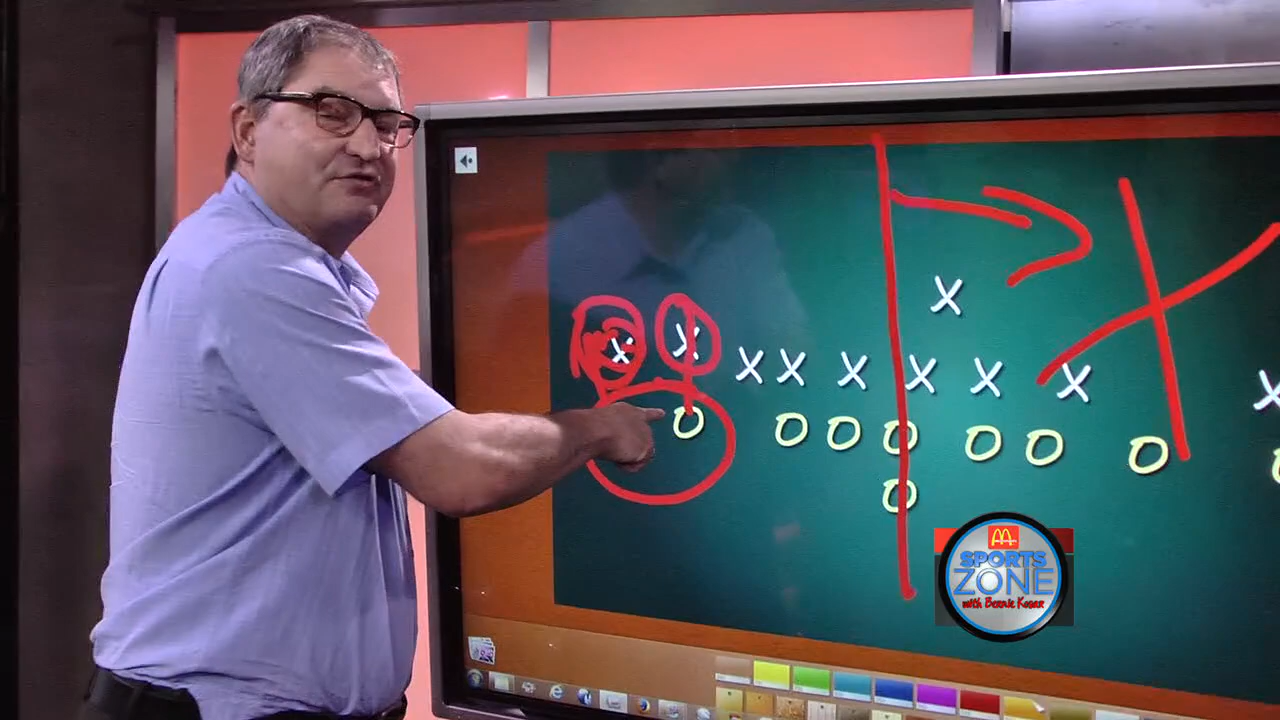 X
X X X X X X X X X
O O O O O O O O
O
SPORTS
ZONE
with Bernie Kosar